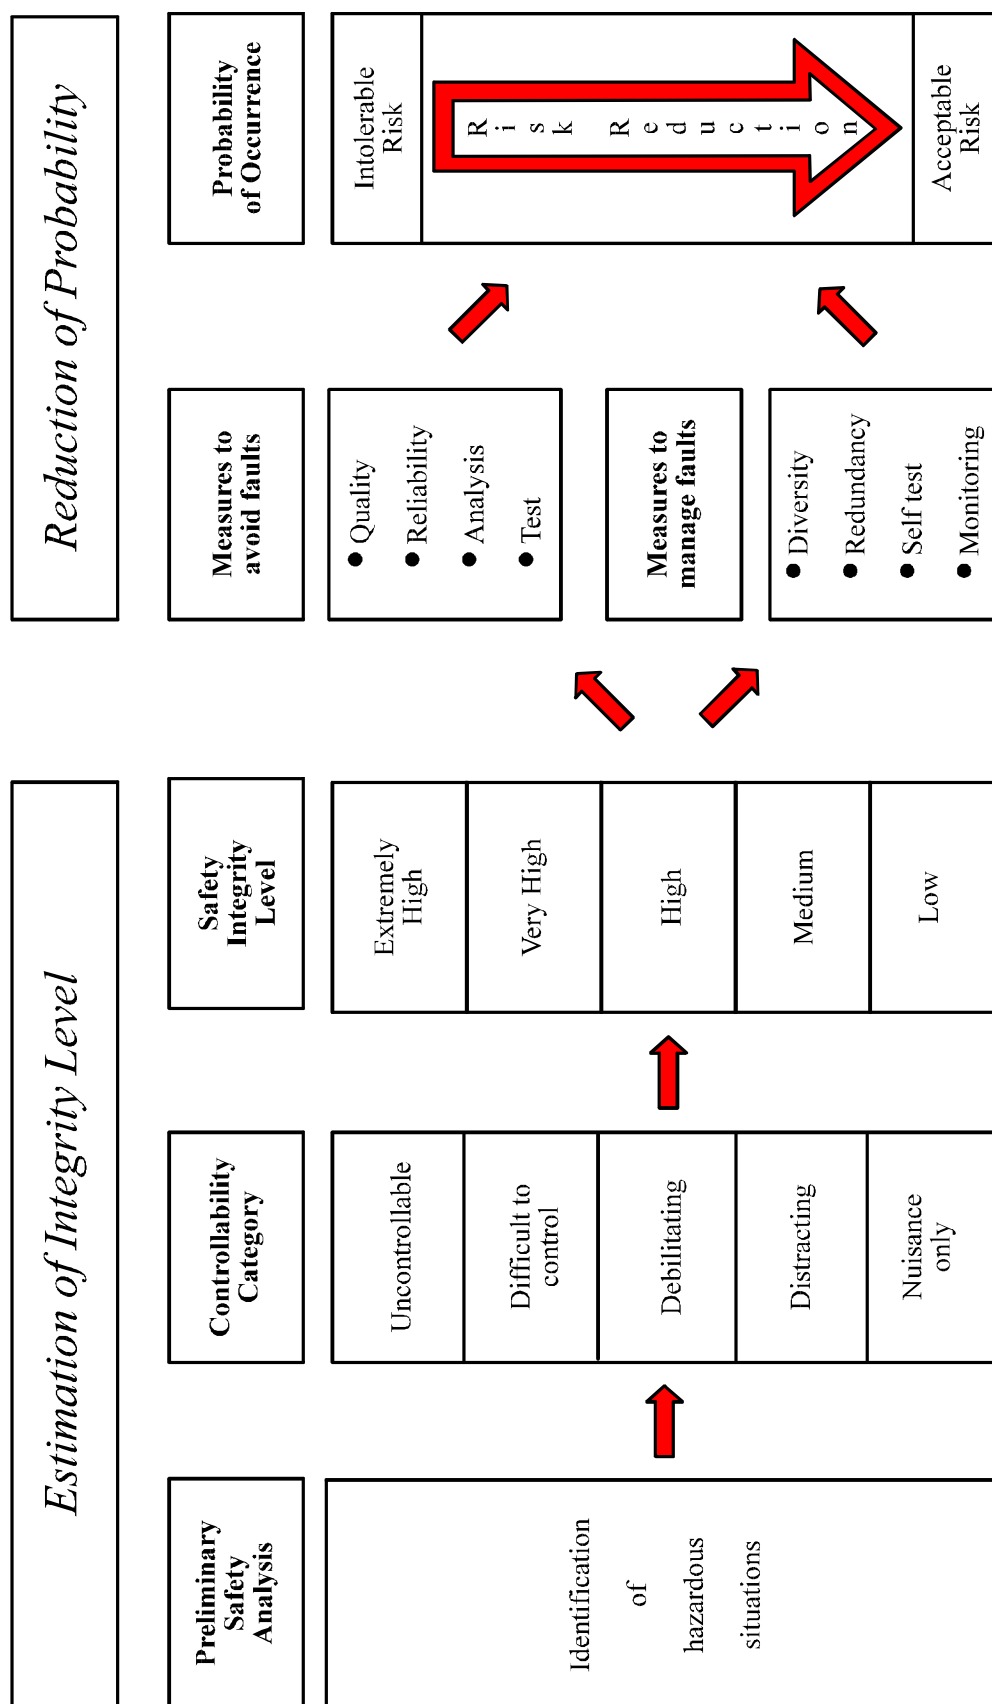 Estimation of Integrity Level
Reduction of Probability
Preliminary
Safety
Analysis
Identification
of
hazardous
situations
Controllability
Category
Uncontrollable
Difficult to
control
Debilitating
Distracting
Nuisance
only
Safety
Integrity
Level
Extremely
High
Very High
High
Medium
Low
Measures to
avoid faults
● Quality
● Reliability
● Analysis
● Test
Measures to
manage faults
● Diversity
● Redundancy
● Self test
● Monitoring
Probability
of Occurrence
Intolerable
Risk
Risk Reduction
Acceptable
Risk